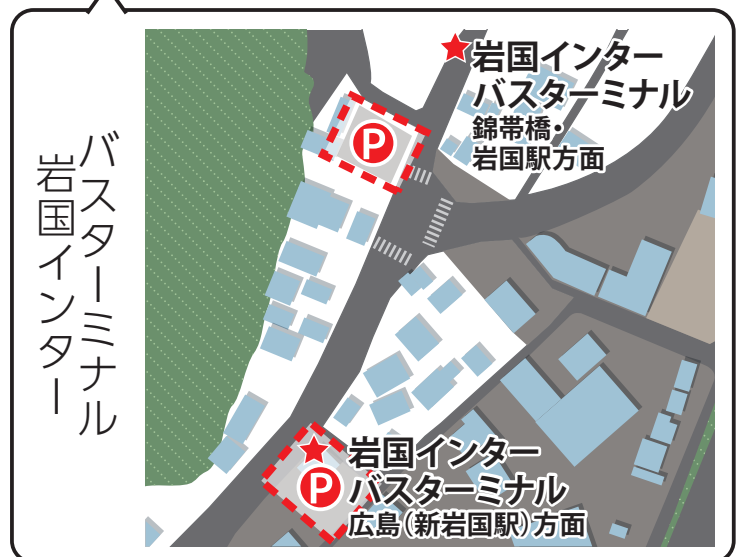 岩国インター
バスターミナル
岩国インター
バスターミナル
錦帯橋・
岩国駅方面
P
岩国インター
P
バスターミナル
広島(新岩国駅)方面